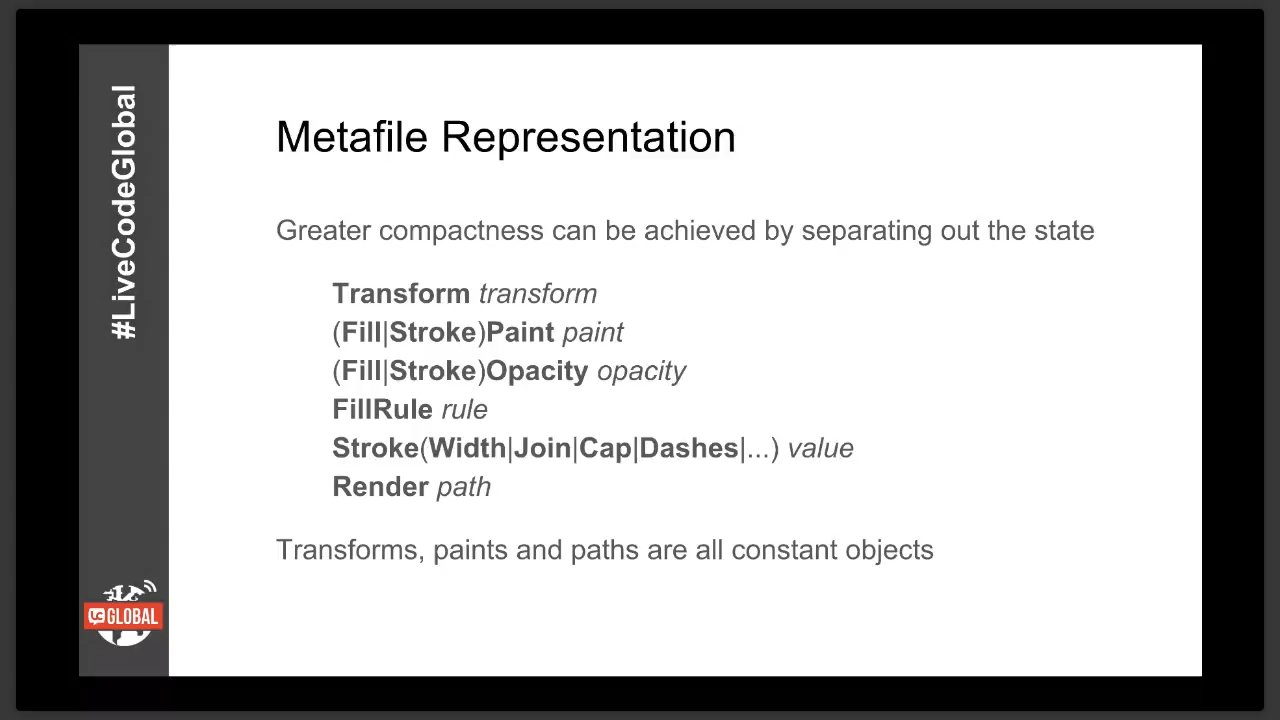 #LiveCodeGlobal
Metafile Representation
Greater compactness can be achieved by separating out the state
Transform transform
(Fill|Stroke)Paint paint
(Fill|Stroke)Opacity opacity
FillRule rule
Stroke(Width|Join|Cap|Dashes|...) value
Render path
Transforms, paints and paths are all constant objects
GLOBAL